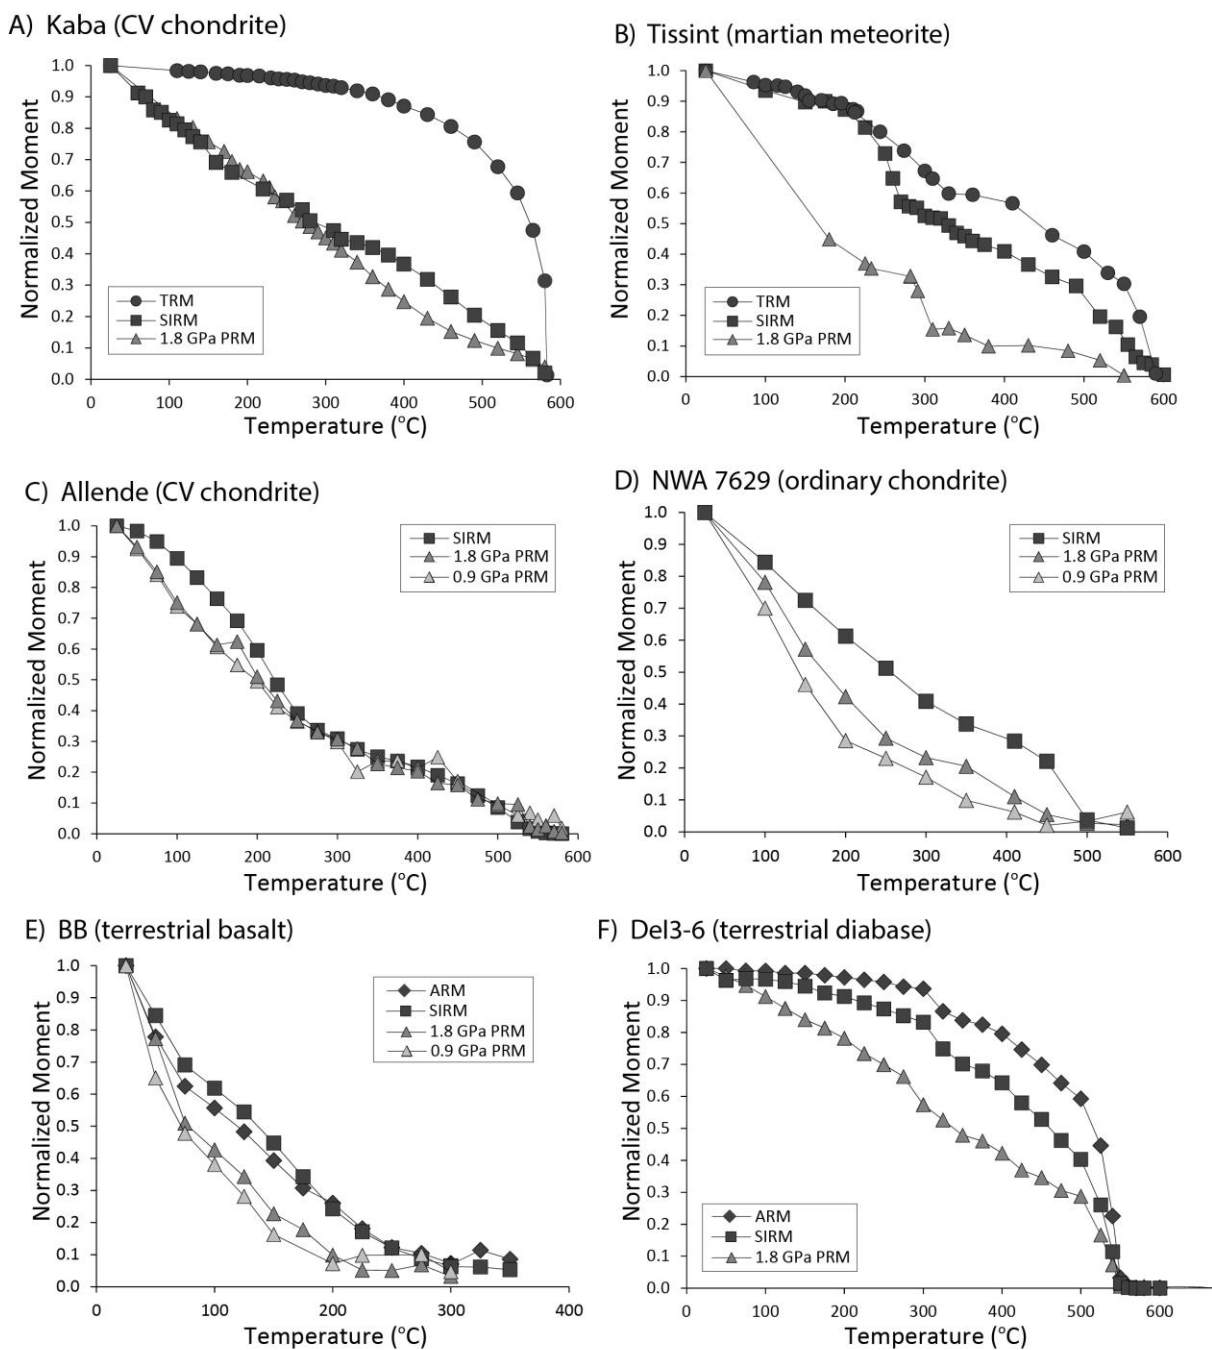 A) Kaba (CV chondrite)
1.0
0.9
0.8
0.7
0.6
0.5
0.4
0.3
0.2
0.1
0.0
Normalized Moment
TRM
SIRM
1.8 GPa PRM
0 100 200 300 400 500 600
Temperature (°C)
B) Tissint (martian meteorite)
1.0
0.9
0.8
0.7
0.6
0.5
0.4
0.3
0.2
0.1
0.0
Normalized Moment
TRM
SIRM
1.8 GPa PRM
0 100 200 300 400 500 600
Temperature (°C)
C) Allende (CV chondrite)
1.0
0.9
0.8
0.7
0.6
0.5
0.4
0.3
0.2
0.1
0.0
Normalized Moment
SIRM
1.8 GPa PRM
0.9 GPa PRM
0 100 200 300 400 500 600
Temperature (°C)
D) NWA 7629 (ordinary chondrite)
1.0
0.9
0.8
0.7
0.6
0.5
0.4
0.3
0.2
0.1
0.0
Normalized Moment
SIRM
1.8 GPa PRM
0.9 GPa PRM
0 100 200 300 400 500 600
Temperature (°C)
E) BB (terrestrial basalt)
1.0
0.9
0.8
0.7
0.6
0.5
0.4
0.3
0.2
0.1
0.0
Normalized Moment
ARM
SIRM
1.8 GPa PRM
0.9 GPa PRM
0 100 200 300 400
Temperature (°C)
F) Del3-6 (terrestrial diabase)
1.0
0.9
0.8
0.7
0.6
0.5
0.4
0.3
0.2
0.1
0.0
Normalized Moment
ARM
SIRM
1.8 GPa PRM
0 100 200 300 400 500 600
Temperature (°C)